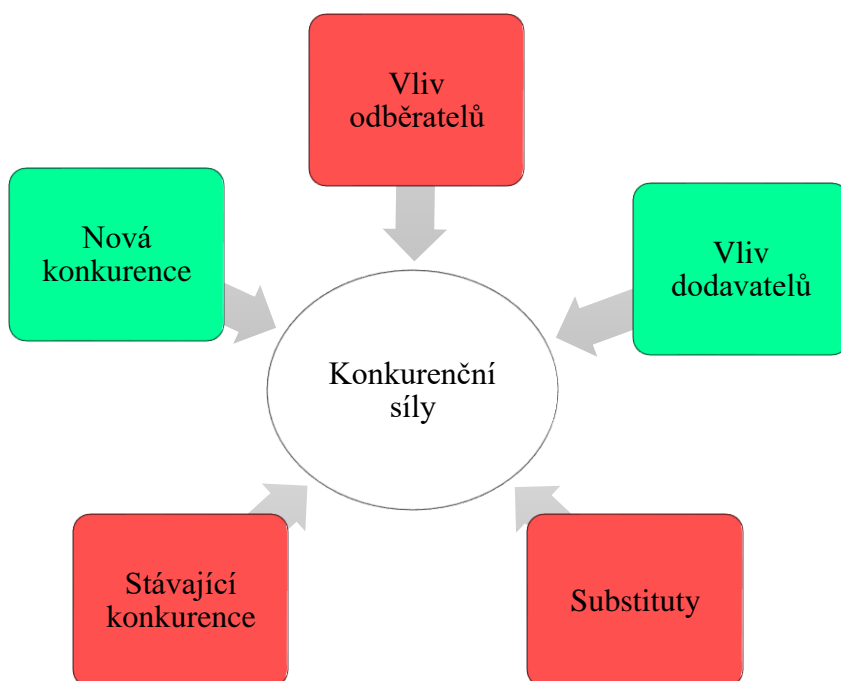 Vliv
odběratelů
Nová
konkurence
Vliv
dodavatelů
Konkurenční
síly
Stávající
konkurence
Substituty